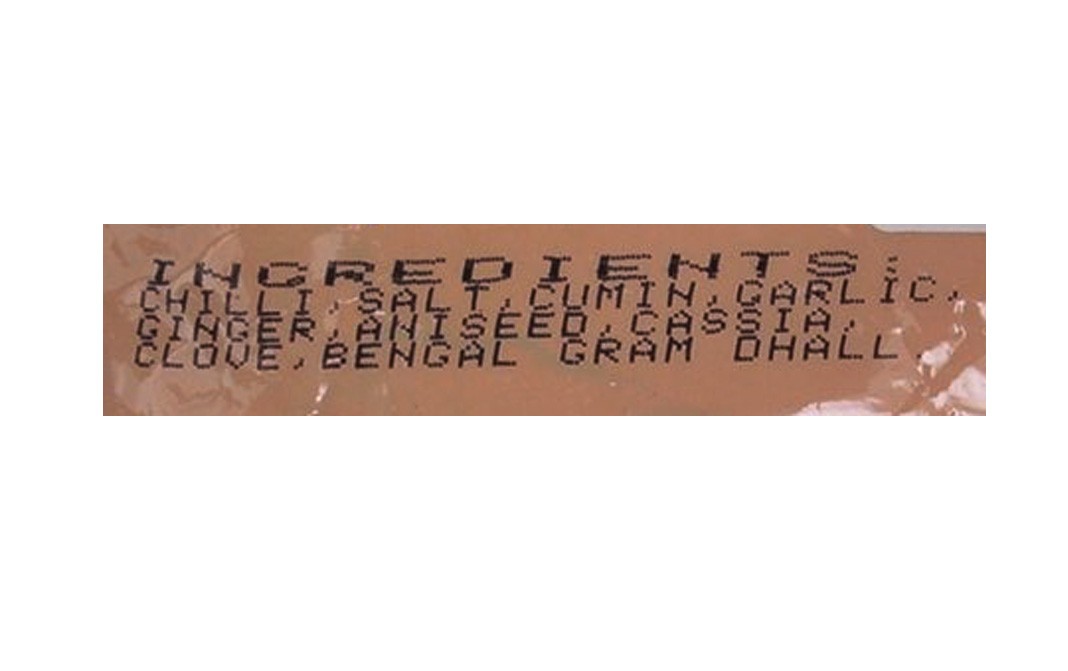 INGREDIENTS:
CHILLI,SALT,CUMIN,GARLIC,
GINGER,ANISEED,CASSIA,
CLOVE,BENGAL GRAM DHALL.